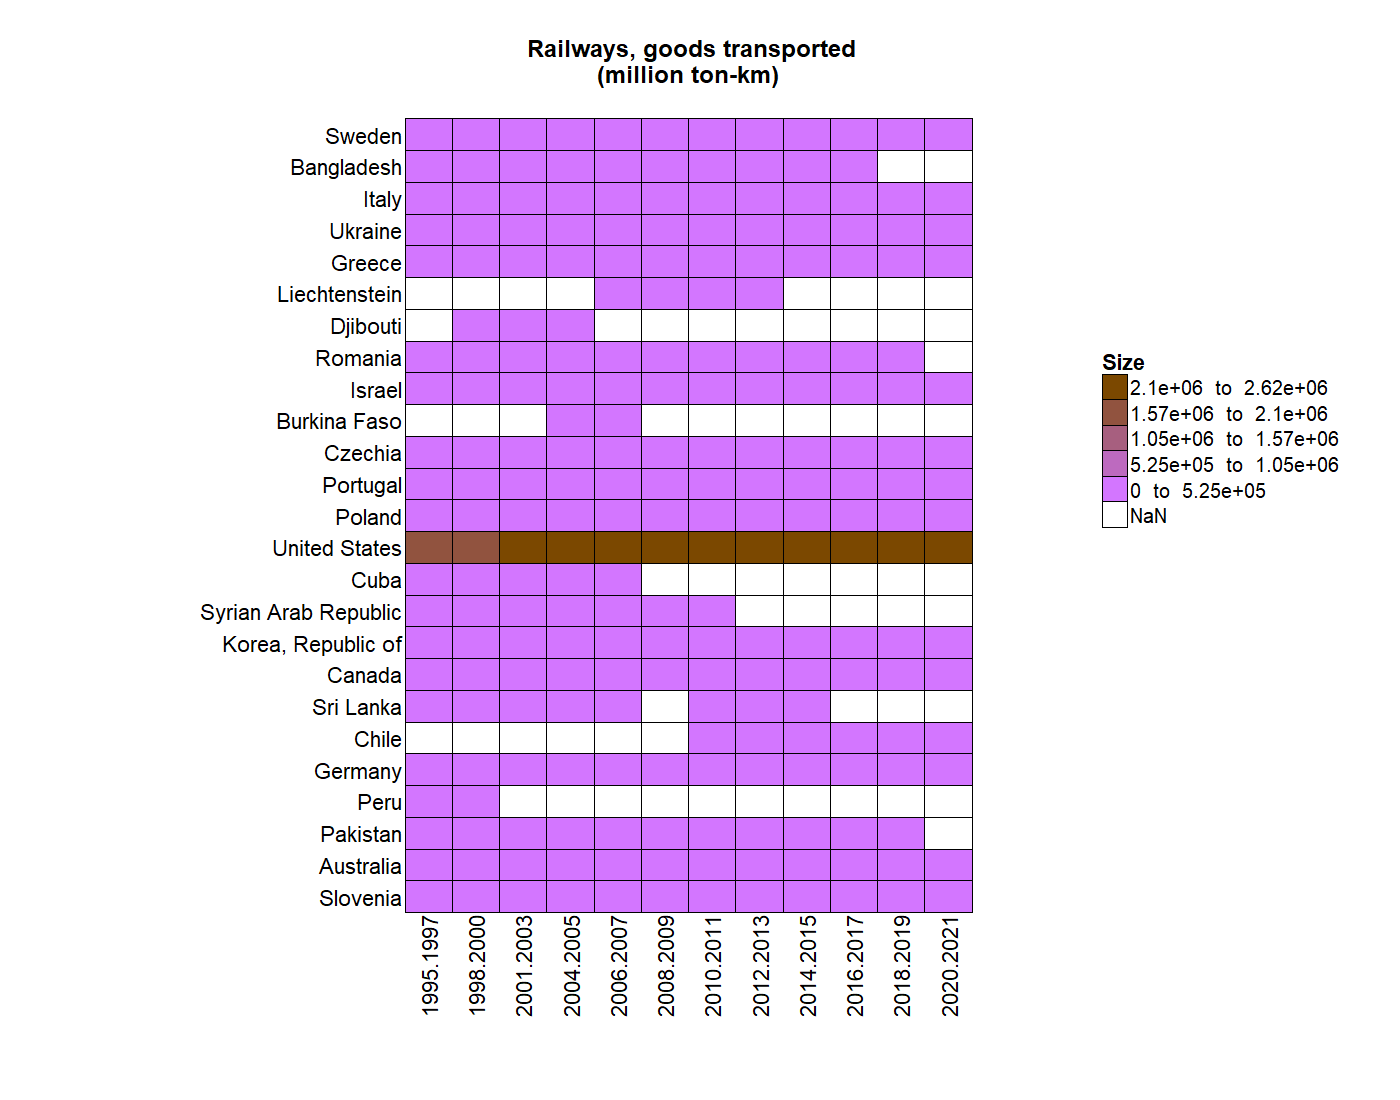 Railways, goods transported
(million ton-km)
Sweden
Bangladesh
Italy
Ukraine
Greece
Liechtenstein
Djibouti
Romania
Israel
Burkina Faso
Czechia
Portugal
Poland
United States
Cuba
Syrian Arab Republic
Korea, Republic of
Canada
Sri Lanka
Chile
Germany
Peru
Pakistan
Australia
Slovenia
1995.1997
1998.2000
2001.2003
2004.2005
2006.2007
2008.2009
2010.2011
2012.2013
2014.2015
2016.2017
2018.2019
2020.2021
Size
2.1e+06 to 2.62e+06
1.57e+06 to 2.1e+06
1.05e+06 to 1.57e+06
5.25e+05 to 1.05e+06
0 to 5.25e+05
NaN